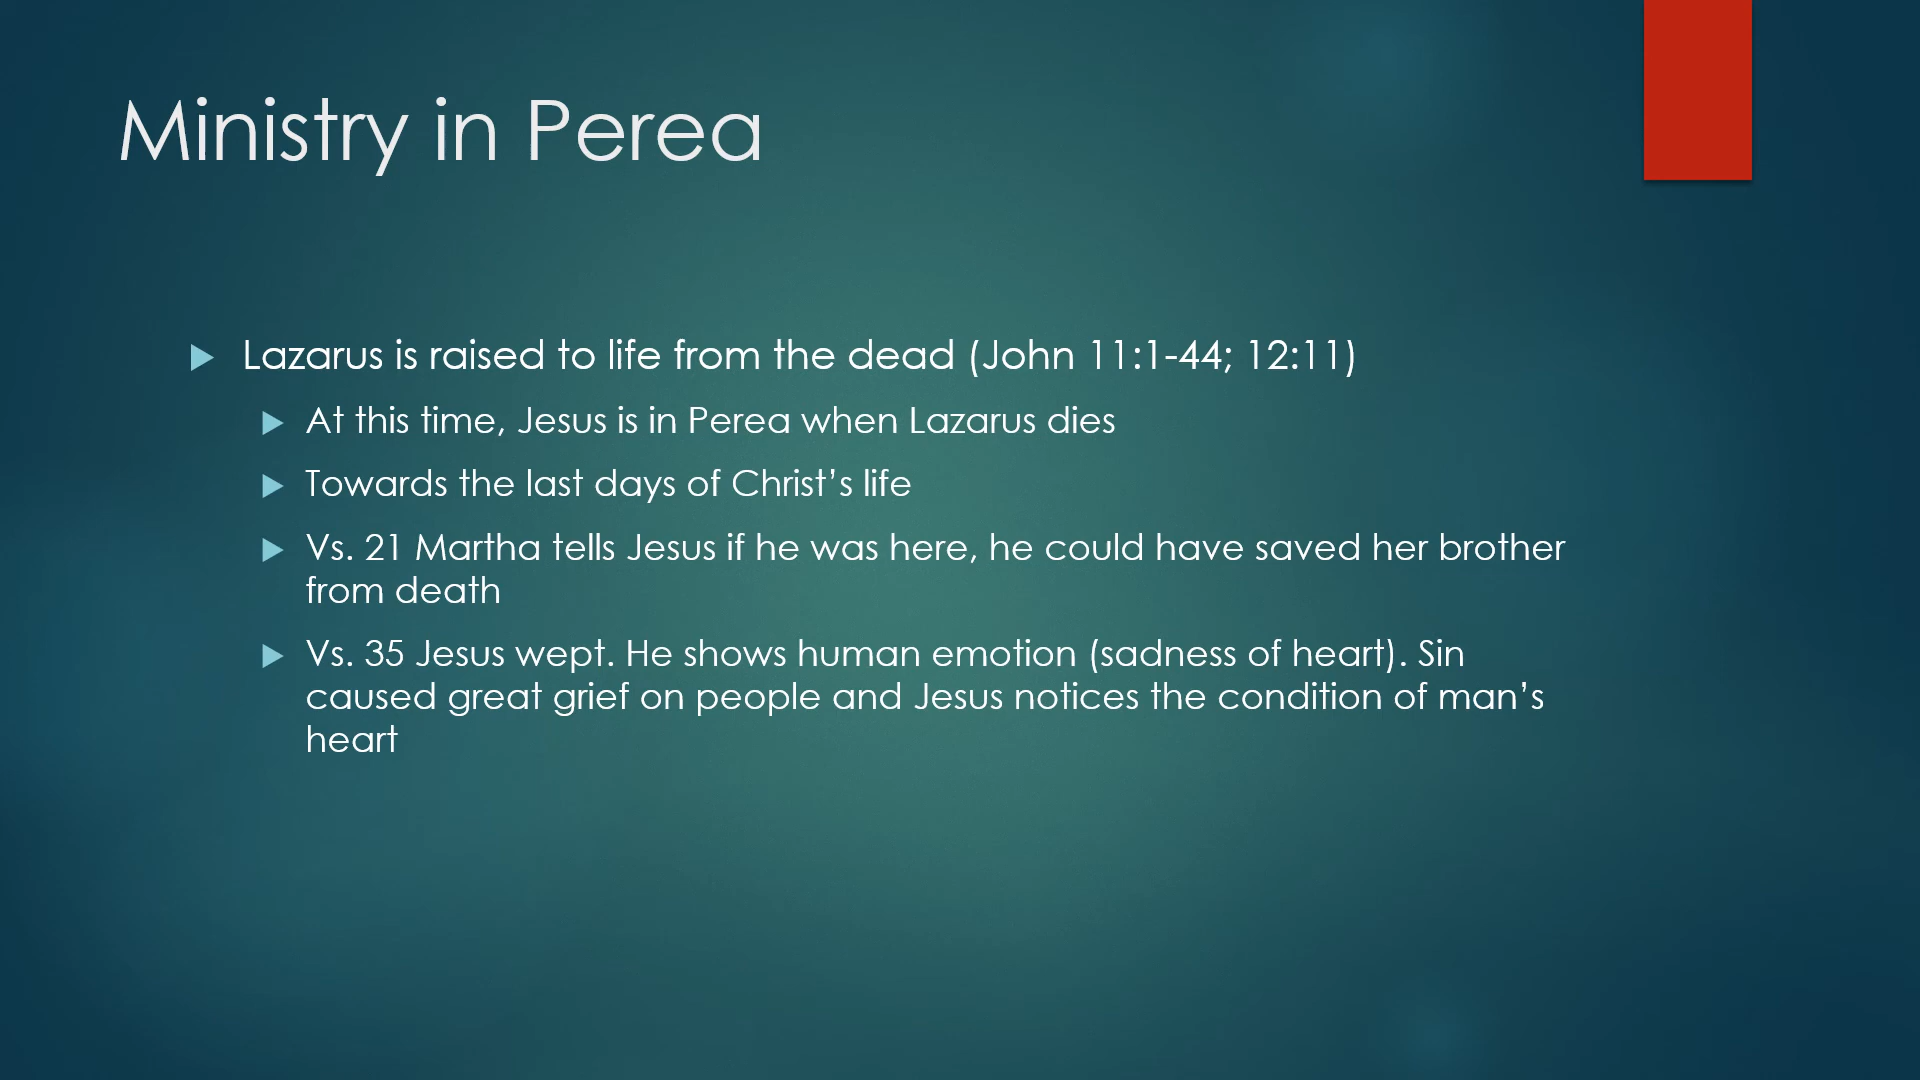 Ministry in Perea
Lazarus is raised to life from the dead (John 11:1-44; 12:11)
At this time, Jesus is in Perea when Lazarus dies
Towards the last days of Christ’s life
Vs. 21 Martha tells Jesus if he was here, he could have saved her brother
from death
Vs. 35 Jesus wept. He shows human emotion (sadness of heart). Sin
caused great grief on people and Jesus notices the condition of man’s
heart